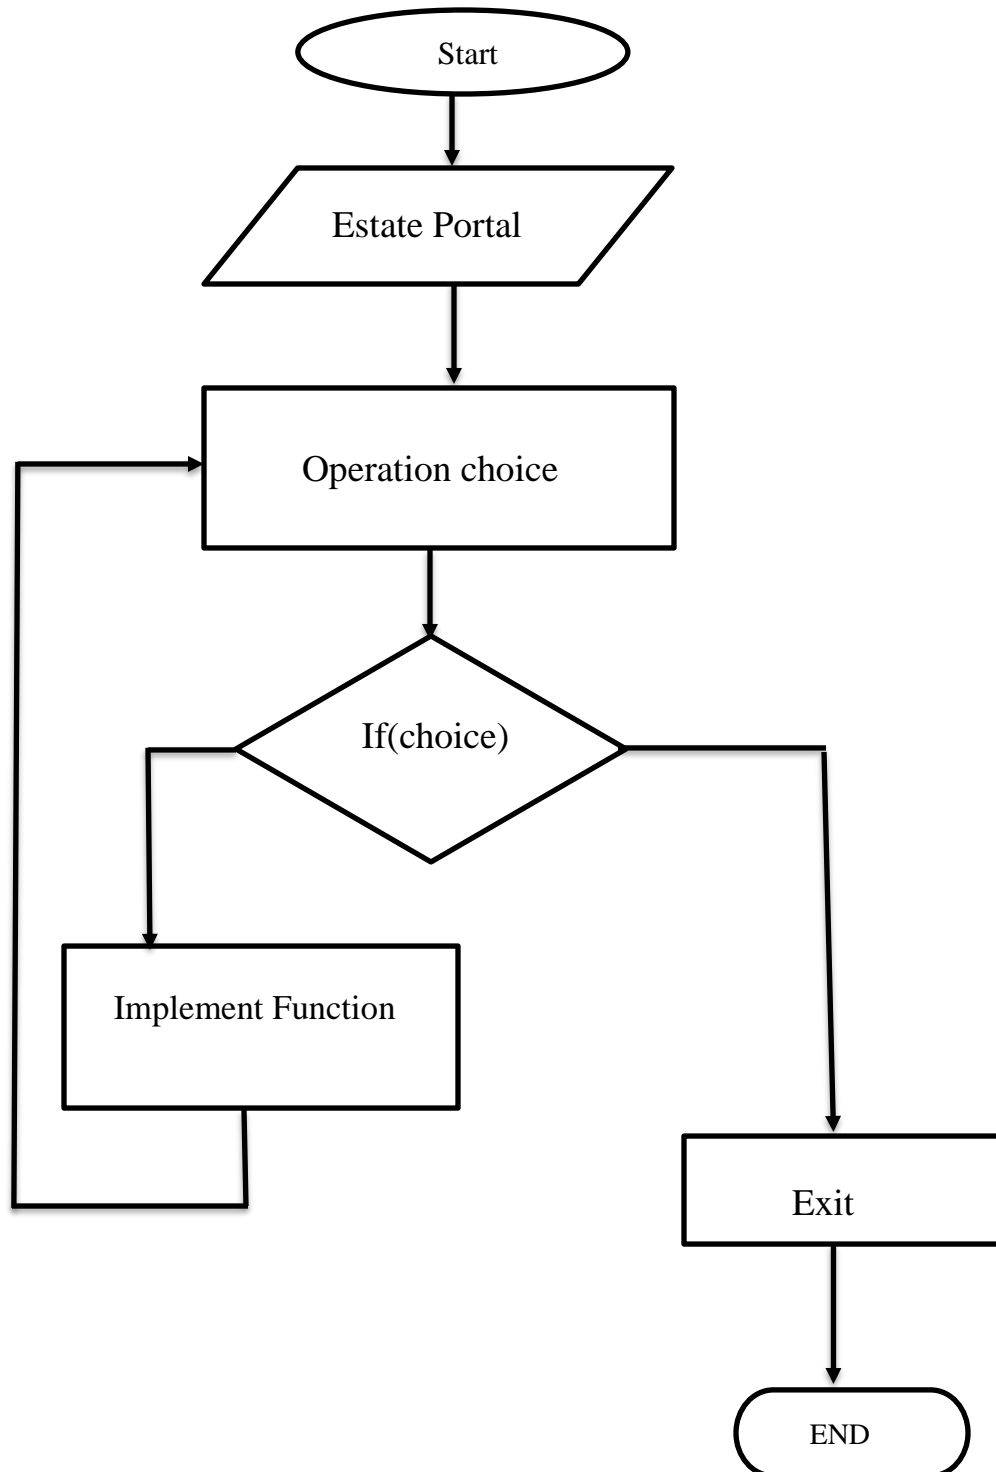 Start
Estate Portal
Operation choice
If(choice)
Implement Function
Exit
END